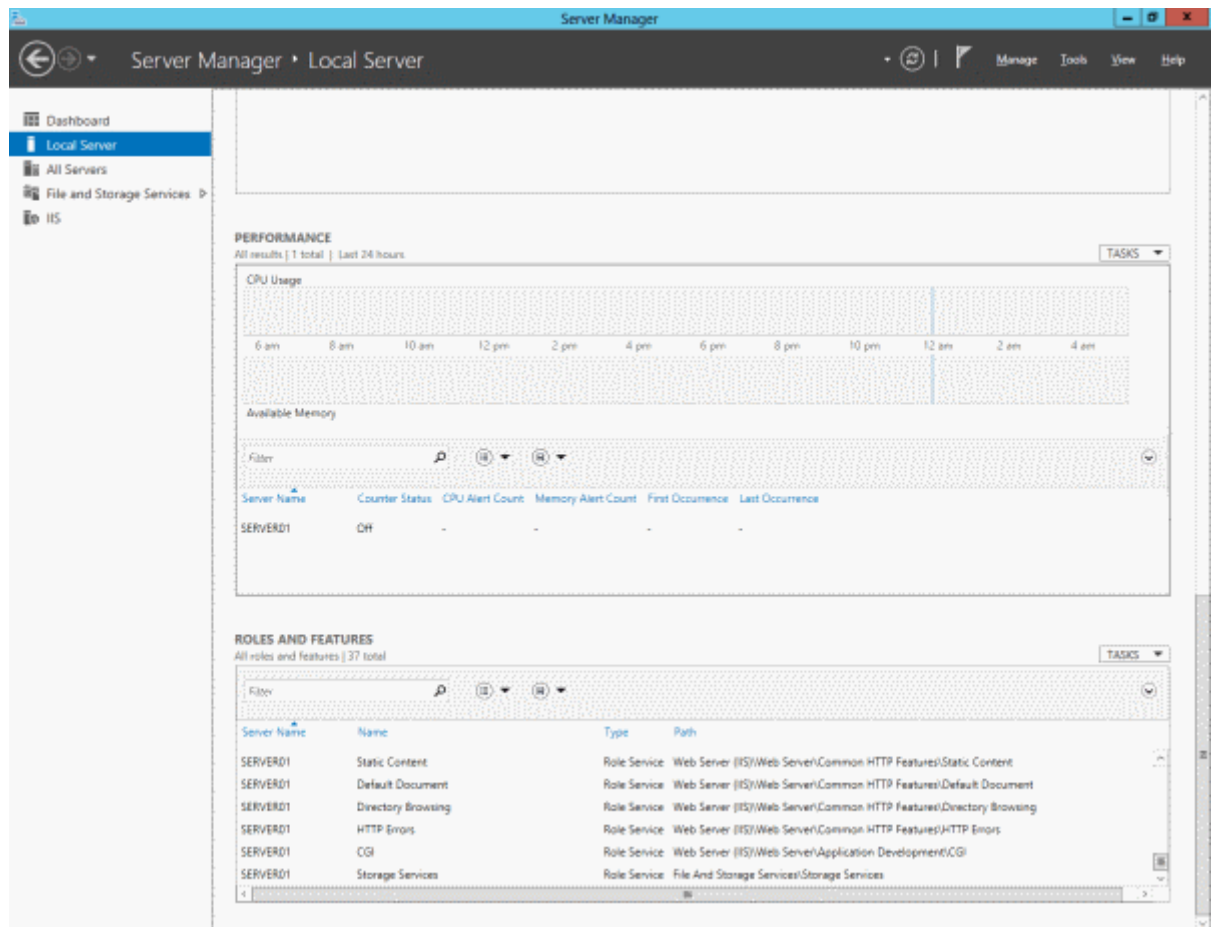 Server Manager
Server Manager • Local Server
Manage Tools View Help
Dashboard
Local Server
All Servers
File and Storage Services
IIS
PERFORMANCE
All results | 1 total | Last 24 hours
TASKS
CPU Usage
6 am 8 am 10 am 12 pm 2 pm 4 pm 6 pm 8 pm 10 pm 12 am 2 am 4 am
Available Memory
Filter
Server Name Counter Status CPU Alert Count Memory Alert Count First Occurrence Last Occurrence
SERVER01 Off - - - -
ROLES AND FEATURES
All roles and features | 37 total
TASKS
Filter
Server Name Name Type Path
SERVER01 Static Content Role Service Web Server (IIS)\Web Server\Common HTTP Features\Static Content
SERVER01 Default Document Role Service Web Server (IIS)\Web Server\Common HTTP Features\Default Document
SERVER01 Directory Browsing Role Service Web Server (IIS)\Web Server\Common HTTP Features\Directory Browsing
SERVER01 HTTP Errors Role Service Web Server (IIS)\Web Server\Common HTTP Features\HTTP Errors
SERVER01 CGI Role Service Web Server (IIS)\Web Server\Application Development\CGI
SERVER01 Storage Services Role Service File And Storage Services\Storage Services